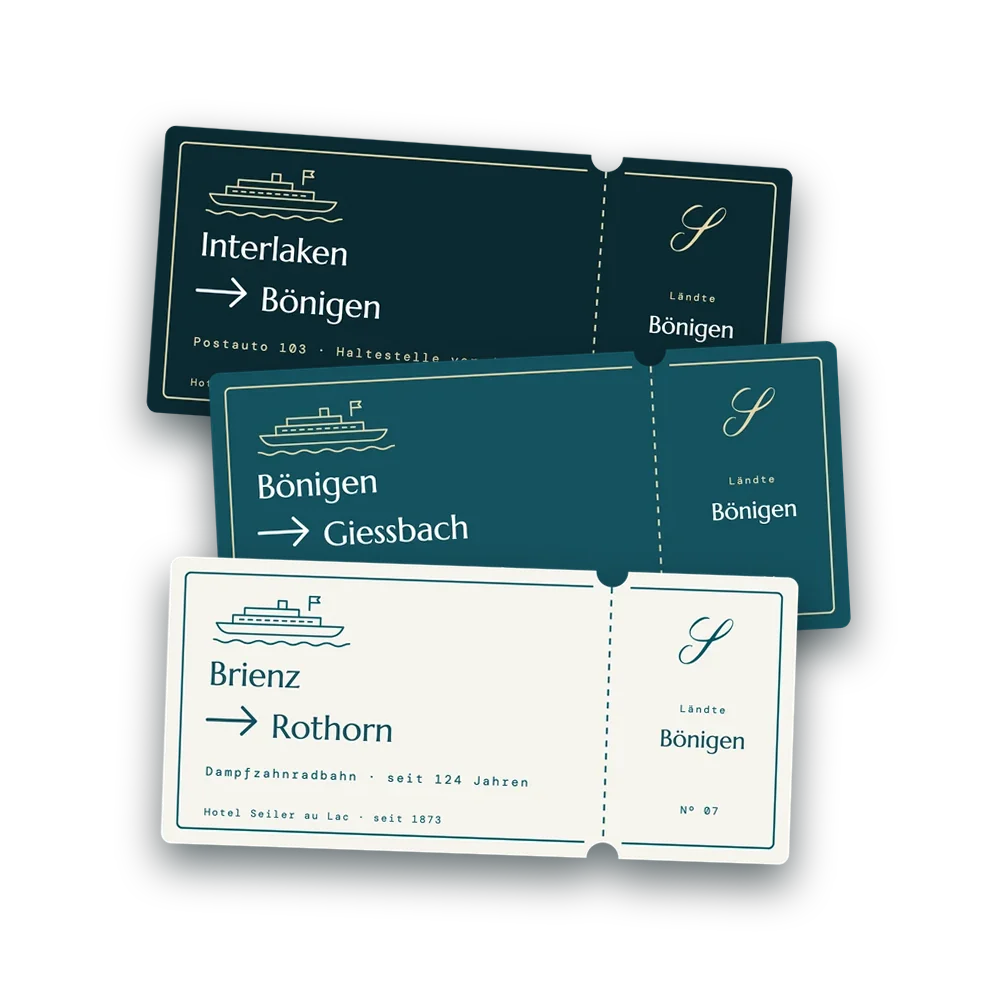 Interlaken
→ Bönigen
Postauto 103 · Haltestelle
Ländte
Bönigen
Bönigen
→ Giessbach
Ländte
Bönigen
Brienz
→ Rothorn
Dampfzahnradbahn · seit 124 Jahren
Hotel Seiler au Lac · seit 1873
Ländte
Bönigen
Nº 07